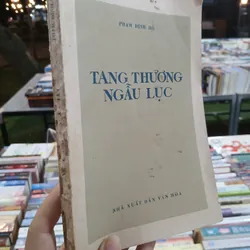 PHẠM ĐÌNH HỔ
TANG THƯƠNG
NGẪU LỤC
NHÀ XUẤT BẢN VĂN HÓA